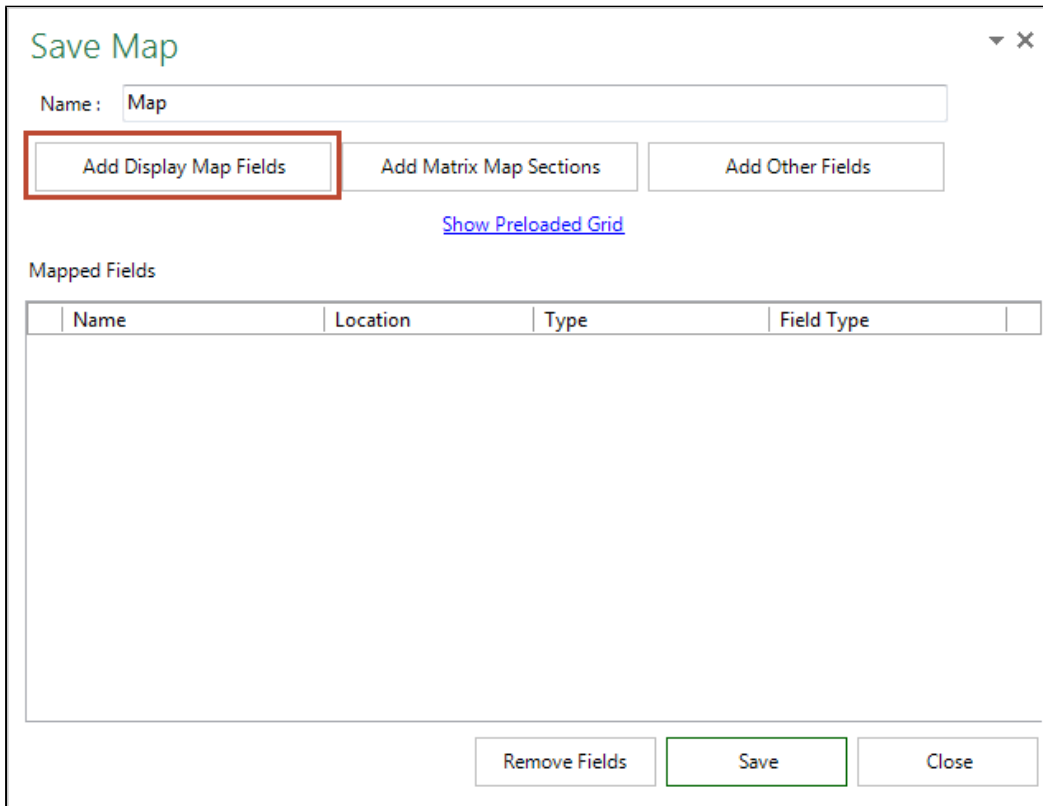 Save Map
Name : Map
Add Display Map Fields Add Matrix Map Sections Add Other Fields
Show Preloaded Grid
Mapped Fields
Name Location Type Field Type
Remove Fields Save Close